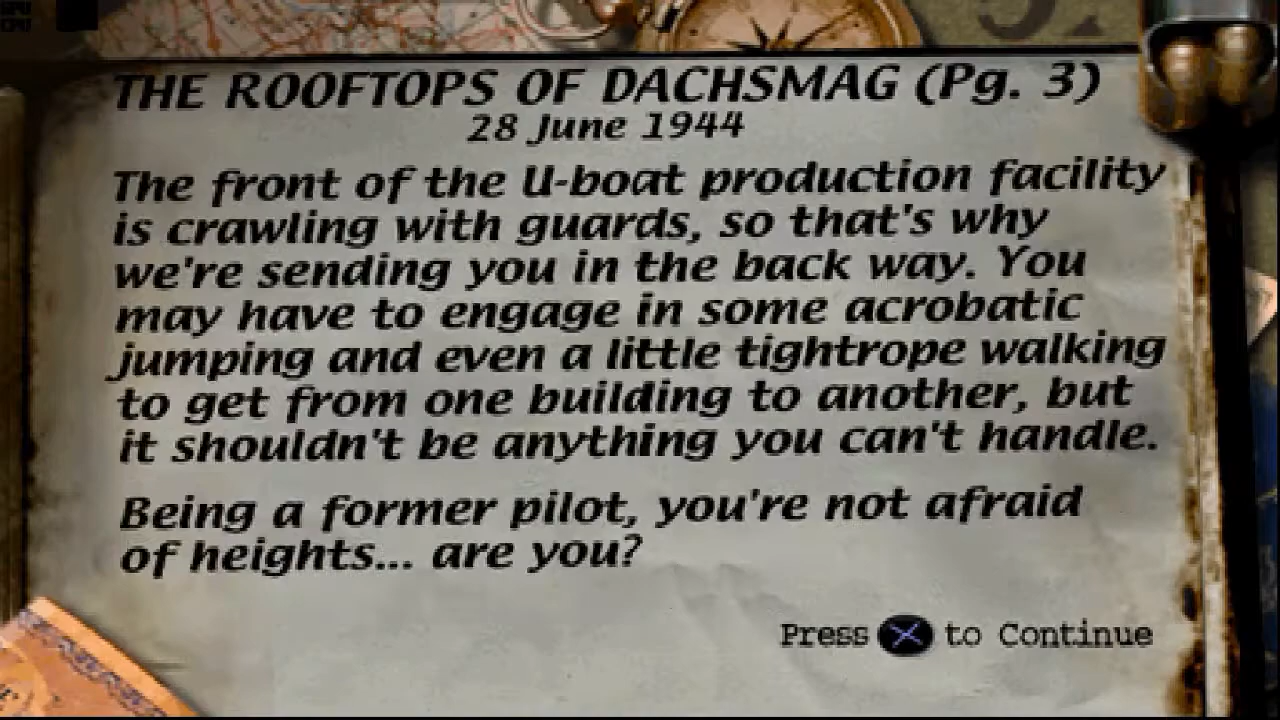 THE ROOFTOPS OF DACHSMAG (Pg. 3)
28 June 1944
The front of the U-boat production facility
is crawling with guards, so that's why
we're sending you in the back way. You
may have to engage in some acrobatic
jumping and even a little tightrope walking
to get from one building to another, but
it shouldn't be anything you can't handle.
Being a former pilot, you're not afraid
of heights... are you?
Press to Continue